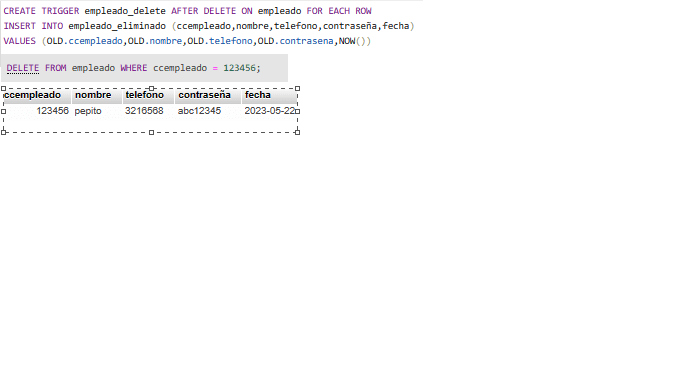 CREATE TRIGGER empleado_delete AFTER DELETE ON empleado FOR EACH ROW
INSERT INTO empleado_eliminado (ccempleado,nombre,telefono,contraseña,fecha)
VALUES (OLD.ccempleado,OLD.nombre,OLD.telefono,OLD.contrasena,NOW())
DELETE FROM empleado WHERE ccempleado = 123456;
ccempleado nombre telefono contraseña fecha
123456 pepito 3216568 abc12345 2023-05-22